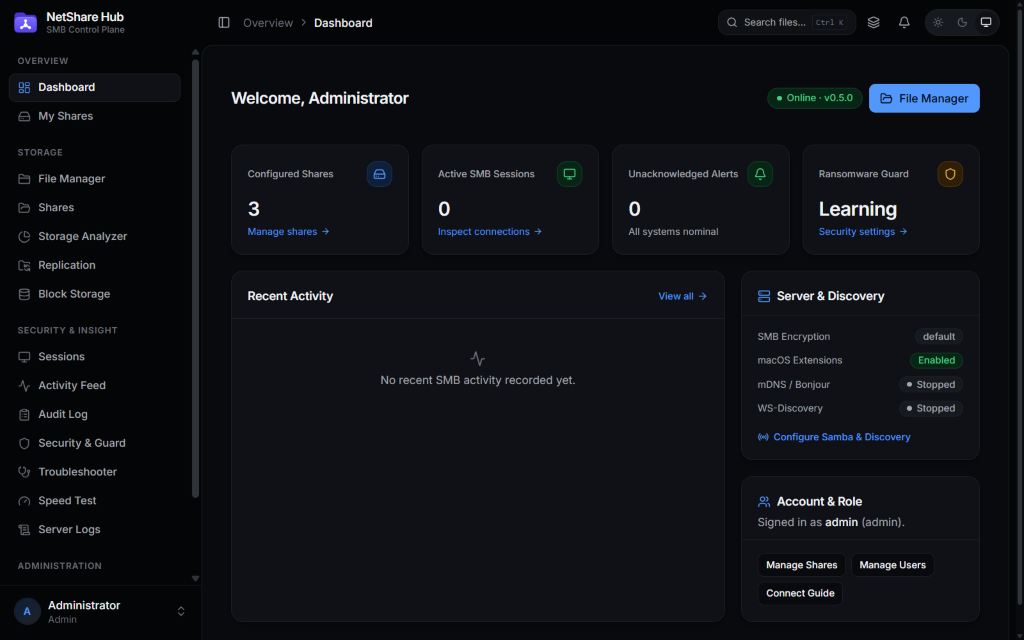 NetShare Hub
SMB Control Plane
OVERVIEW
Dashboard
My Shares
STORAGE
File Manager
Shares
Storage Analyzer
Replication
Block Storage
SECURITY & INSIGHT
Sessions
Activity Feed
Audit Log
Security & Guard
Troubleshooter
Speed Test
Server Logs
ADMINISTRATION
A
Administrator
Admin
Overview > Dashboard
Search files... Ctrl K
Welcome, Administrator
Online · v0.5.0
File Manager
Configured Shares
3
Manage shares →
Active SMB Sessions
0
Inspect connections →
Unacknowledged Alerts
0
All systems nominal
Ransomware Guard
Learning
Security settings →
Recent Activity
View all →
No recent SMB activity recorded yet.
Server & Discovery
SMB Encryption default
macOS Extensions Enabled
mDNS / Bonjour Stopped
WS-Discovery Stopped
Configure Samba & Discovery
Account & Role
Signed in as admin (admin).
Manage Shares Manage Users
Connect Guide